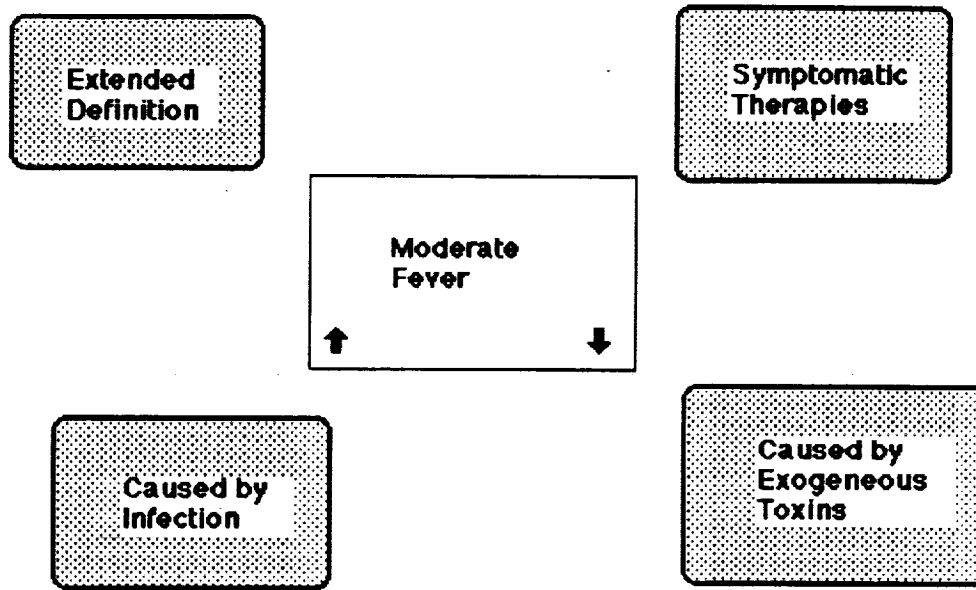 Extended
Definition
Symptomatic
Therapies
Moderate
Fever
Caused by
Infection
Caused by
Exogeneous
Toxins